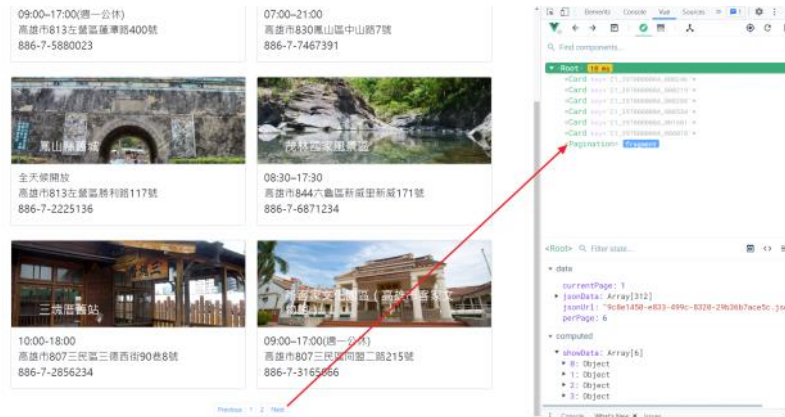 09:00–17:00(週一公休)
高雄市813左營區蓮潭路400號
886-7-5880023
07:00–21:00
高雄市830鳳山區中山路7號
886-7-7467391
鳳山縣舊城
全天候開放
高雄市813左營區勝利路117號
886-7-2225136
茂林國家風景區
08:30–17:30
高雄市844六龜區新威里新威171號
886-7-6871234
三塊厝舊站
10:00-18:00
高雄市807三民區三德西街90巷8號
886-7-2856234
09:00–17:00(週一公休)
高雄市807三民區同盟二路215號
886-7-3165666
Previous 1 2 Next
Elements Console Vue Sources
Find components...
<Root> 10 ms
<Card
<Card
<Card
<Card
<Card
<Card
<Pagination> fragment
<Root> Filter state...
data
currentPage: 1
jsonData: Array[312]
perPage: 6
computed
showData: Array[6]
0: Object
1: Object
2: Object
3: Object
Console What's New Issues